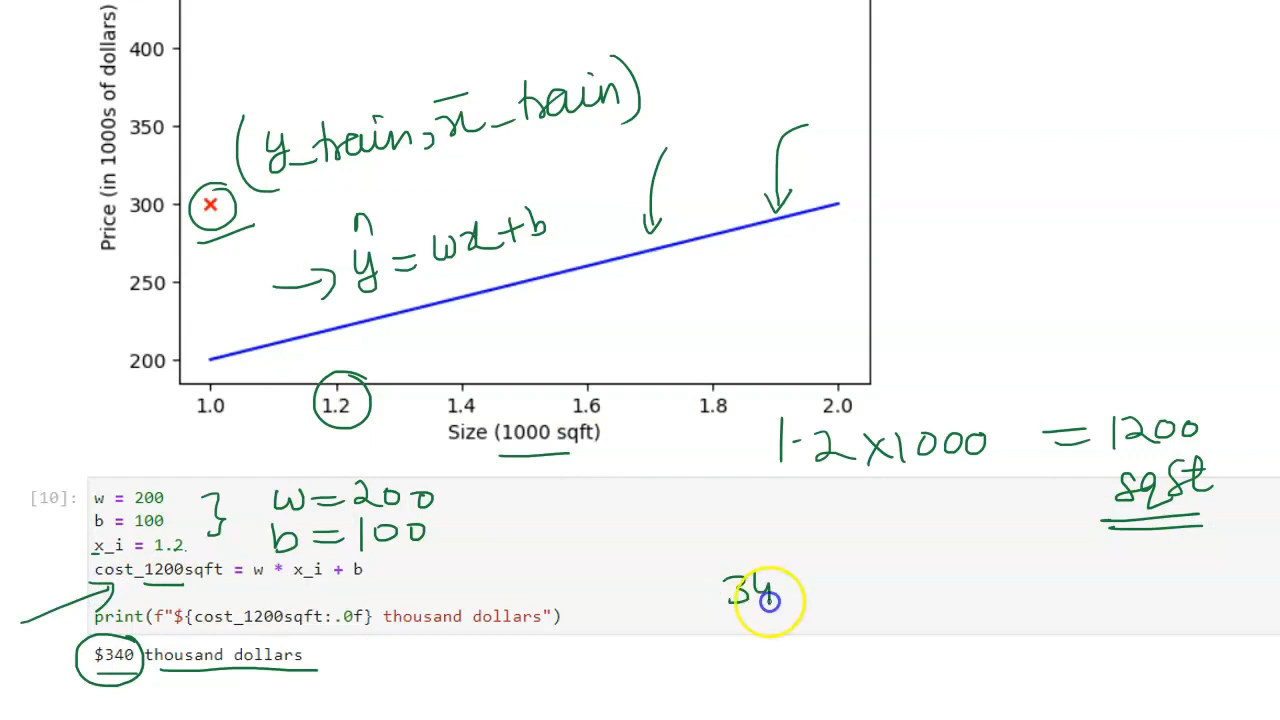 400
350
300
250
200
Price (in 1000s of dollars)
(y_train, x̄_train)
→ ŷ = wx+b
1.0 1.2 1.4 1.6 1.8 2.0
Size (1000 sqft)
1.2 x 1000 = 1200
sqst
[10]: w = 200
b = 100
x_i = 1.2
cost_1200sqft = w * x_i + b
print(f"${cost_1200sqft:.0f} thousand dollars")
} w = 200
b = 100
34
$340 thousand dollars